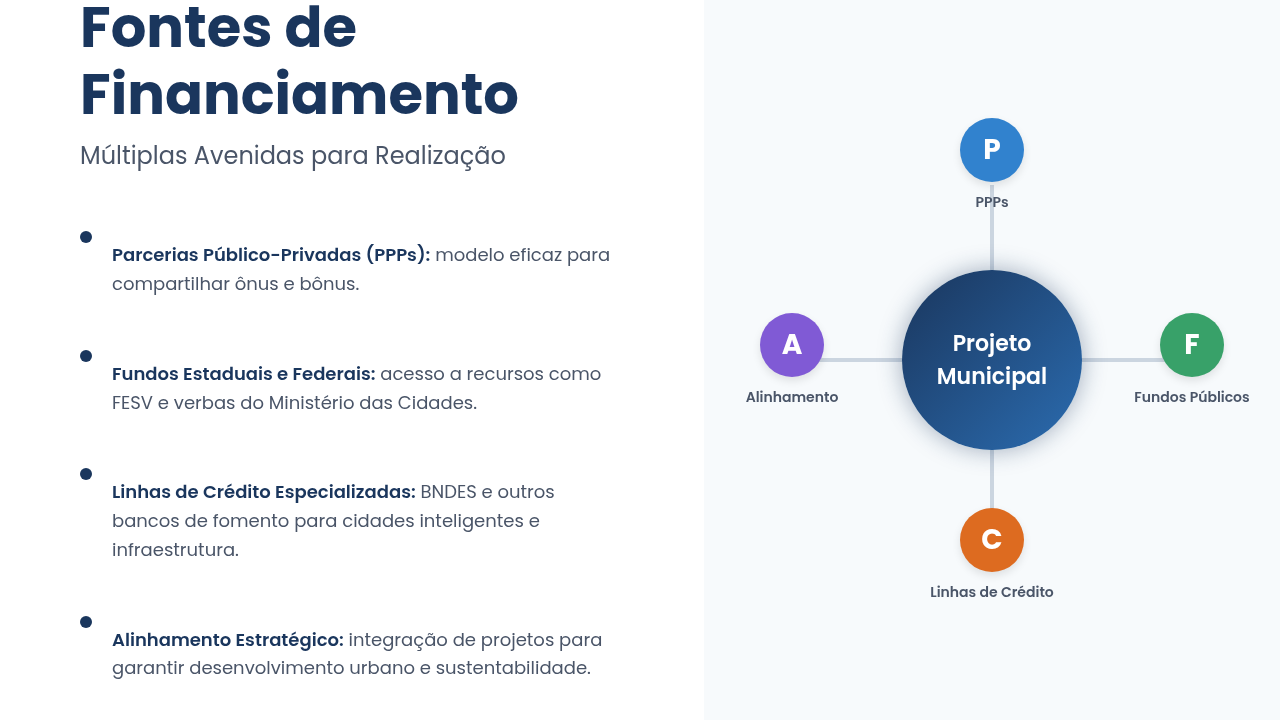 Fontes de
Financiamento
Múltiplas Avenidas para Realização
Parcerias Público-Privadas (PPPs): modelo eficaz para
compartilhar ônus e bônus.
Fundos Estaduais e Federais: acesso a recursos como
FESV e verbas do Ministério das Cidades.
Linhas de Crédito Especializadas: BNDES e outros
bancos de fomento para cidades inteligentes e
infraestrutura.
Alinhamento Estratégico: integração de projetos para
garantir desenvolvimento urbano e sustentabilidade.
P
PPPs
A
Alinhamento
Projeto
Municipal
F
Fundos Públicos
C
Linhas de Crédito